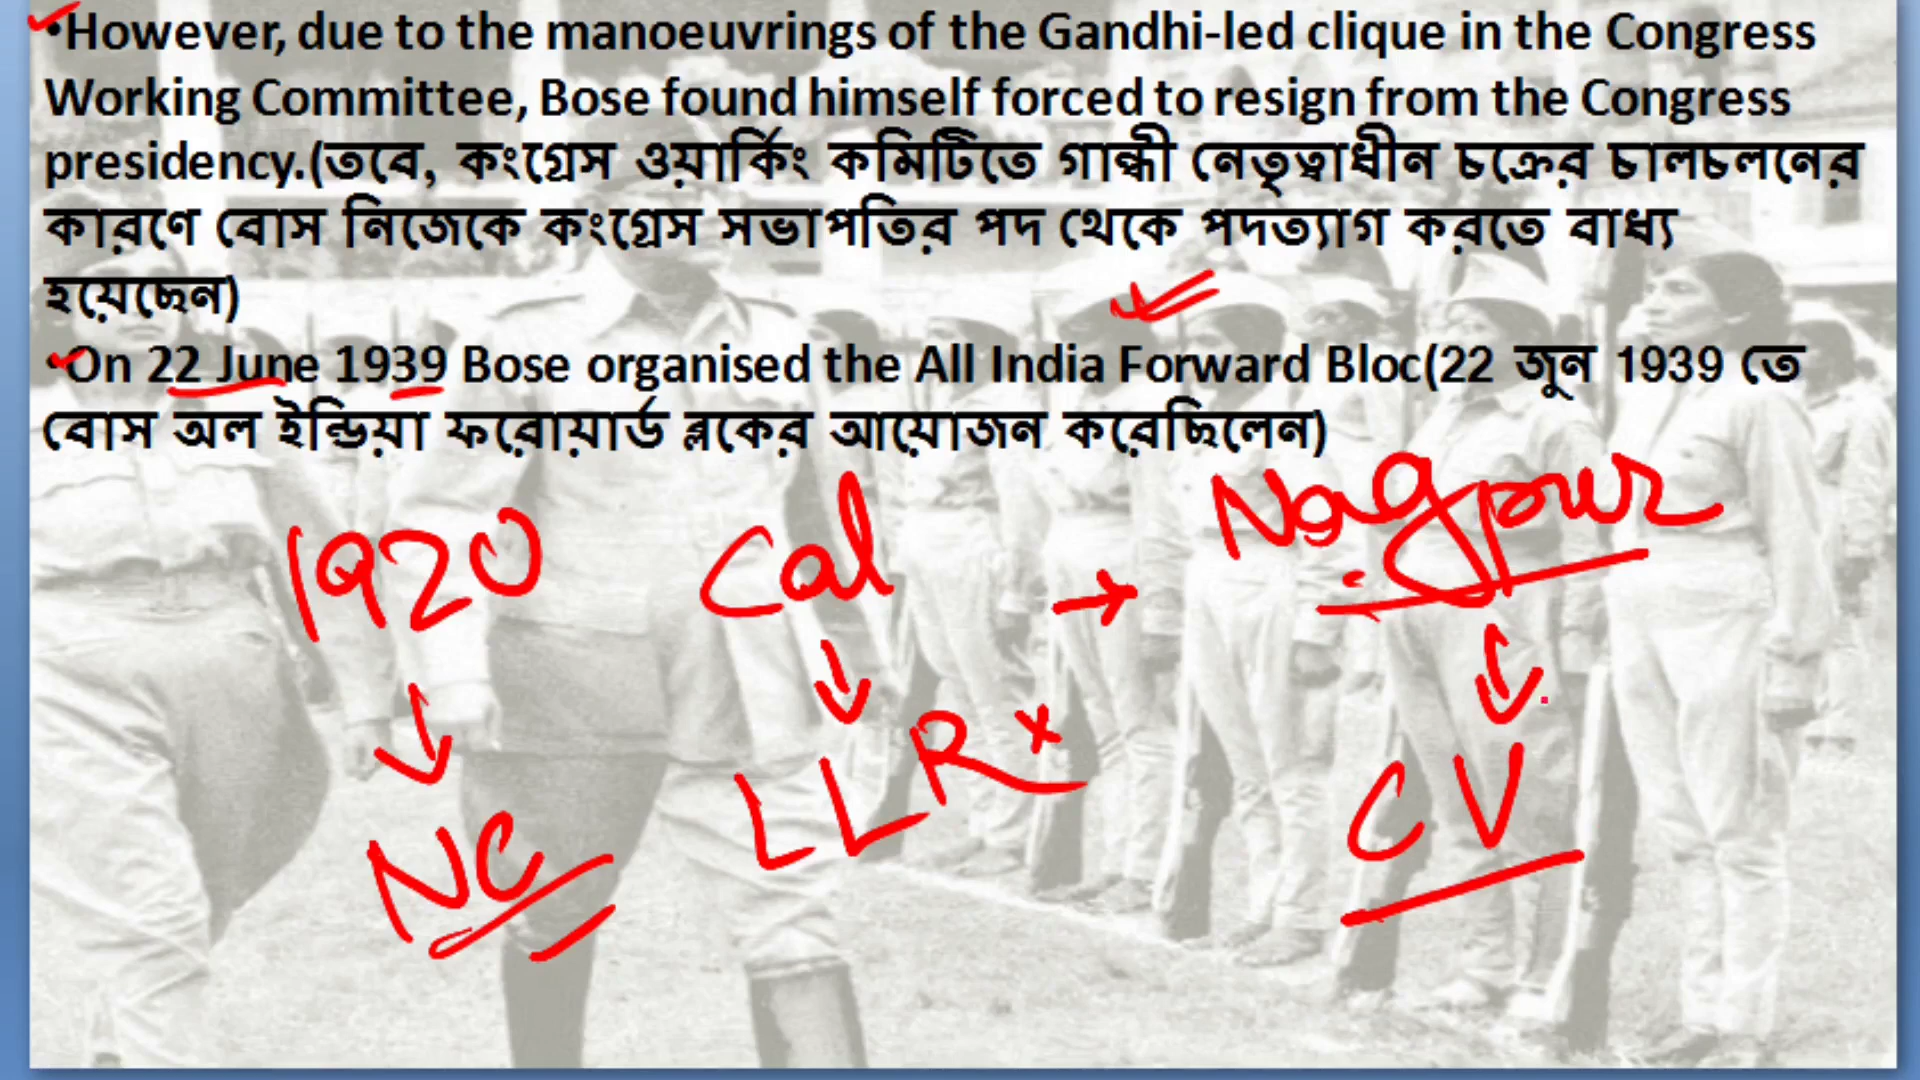 •However, due to the manoeuvrings of the Gandhi-led clique in the Congress
Working Committee, Bose found himself forced to resign from the Congress
presidency.(তবে, কংগ্রেস ওয়ার্কিং কমিটিতে গান্ধী নেতৃত্বাধীন চক্রের চালচলনের
কারণে বোস নিজেকে কংগ্রেস সভাপতির পদ থেকে পদত্যাগ করতে বাধ্য
হয়েছেন)
•On 22 June 1939 Bose organised the All India Forward Bloc(22 জুন 1939 তে
বোস অল ইন্ডিয়া ফরোয়ার্ড ব্লকের আয়োজন করেছিলেন)
1920 Cal → Nagpur
NC LLR x CV